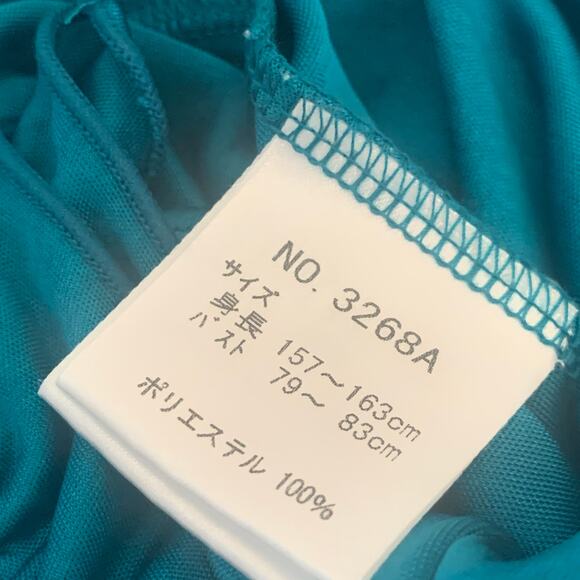 NO. 3268A
サイズ
身長 157〜163cm
バスト 79〜 83cm
ポリエステル 100%